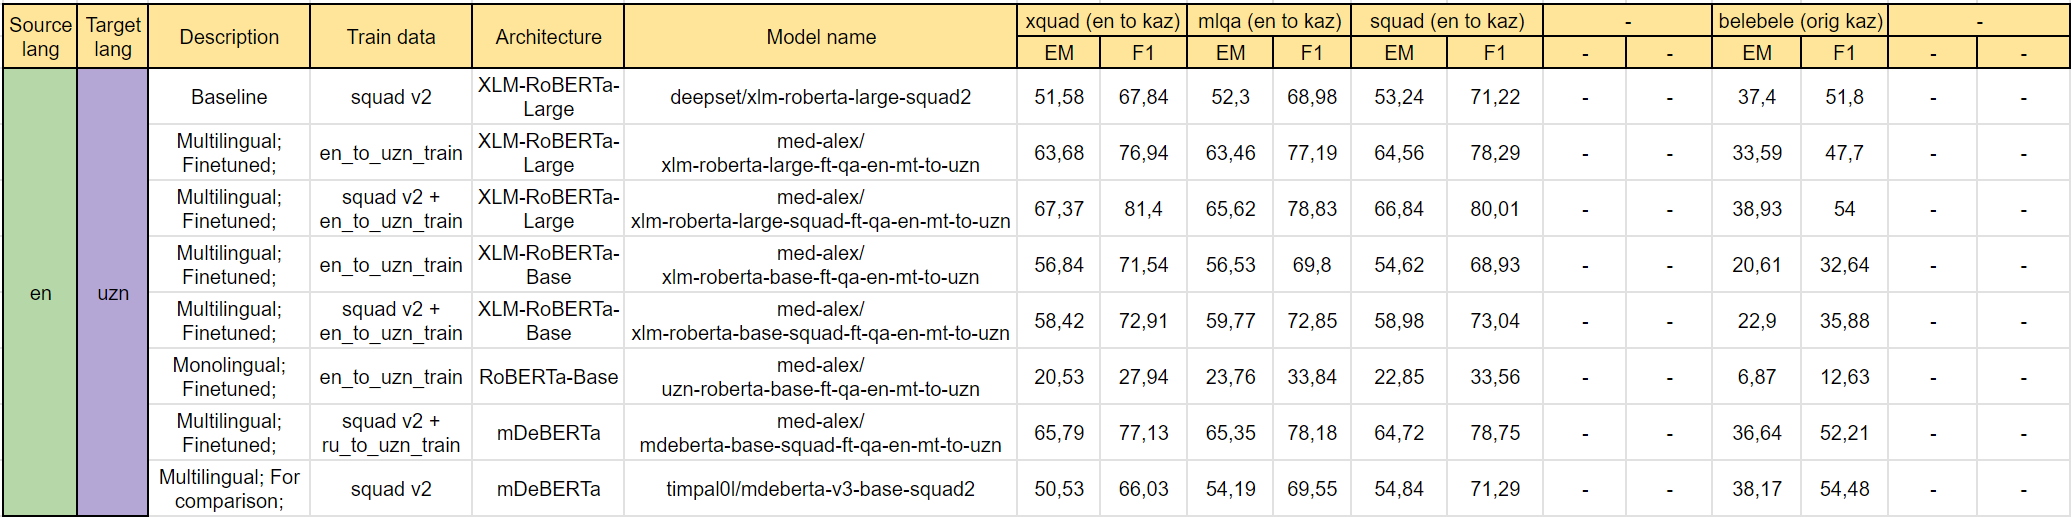 Source lang	Target lang	Description	Train data	Architecture	Model name	xquad (en to kaz)	mlqa (en to kaz)	squad (en to kaz)	-	belebele (orig kaz)	-
EM	F1	EM	F1	EM	F1	-	-	EM	F1	-	-
en	uzn
Baseline	squad v2	XLM-RoBERTa-Large	deepset/xlm-roberta-large-squad2	51,58	67,84	52,3	68,98	53,24	71,22	-	-	37,4	51,8	-	-
Multilingual; Finetuned;	en_to_uzn_train	XLM-RoBERTa-Large	med-alex/xlm-roberta-large-ft-qa-en-mt-to-uzn	63,68	76,94	63,46	77,19	64,56	78,29	-	-	33,59	47,7	-	-
Multilingual; Finetuned;	squad v2 + en_to_uzn_train	XLM-RoBERTa-Large	med-alex/xlm-roberta-large-squad-ft-qa-en-mt-to-uzn	67,37	81,4	65,62	78,83	66,84	80,01	-	-	38,93	54	-	-
Multilingual; Finetuned;	en_to_uzn_train	XLM-RoBERTa-Base	med-alex/xlm-roberta-base-ft-qa-en-mt-to-uzn	56,84	71,54	56,53	69,8	54,62	68,93	-	-	20,61	32,64	-	-
Multilingual; Finetuned;	squad v2 + en_to_uzn_train	XLM-RoBERTa-Base	med-alex/xlm-roberta-base-squad-ft-qa-en-mt-to-uzn	58,42	72,91	59,77	72,85	58,98	73,04	-	-	22,9	35,88	-	-
Monolingual; Finetuned;	en_to_uzn_train	RoBERTa-Base	med-alex/uzn-roberta-base-ft-qa-en-mt-to-uzn	20,53	27,94	23,76	33,84	22,85	33,56	-	-	6,87	12,63	-	-
Multilingual; Finetuned;	squad v2 + ru_to_uzn_train	mDeBERTa	med-alex/mdeberta-base-squad-ft-qa-en-mt-to-uzn	65,79	77,13	65,35	78,18	64,72	78,75	-	-	36,64	52,21	-	-
Multilingual; For comparison;	squad v2	mDeBERTa	timpal0l/mdeberta-v3-base-squad2	50,53	66,03	54,19	69,55	54,84	71,29	-	-	38,17	54,48	-	-